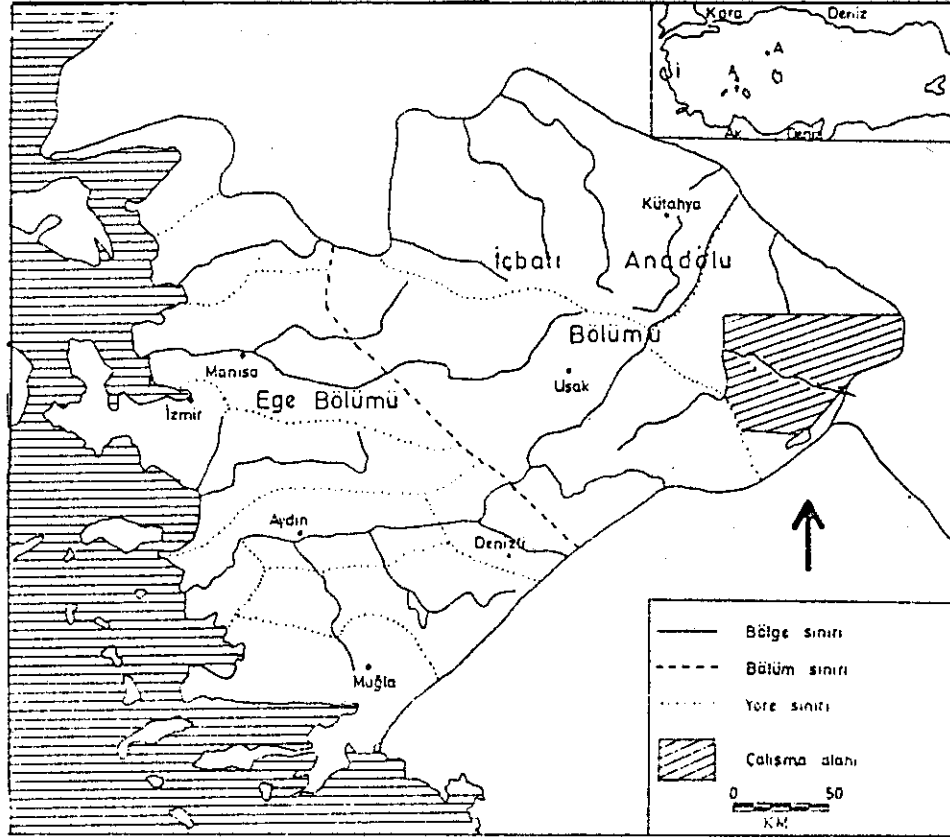 Kara Deniz
A
İ
A
Ak Deniz
Kütahya
İçbatı Anadolu
Bölümü
Manisa
Uşak
İzmir
Ege Bölümü
Aydın
Denizli
Muğla
Bölge sınırı
Bölüm sınırı
Yöre sınırı
Çalışma alanı
0 50
KM